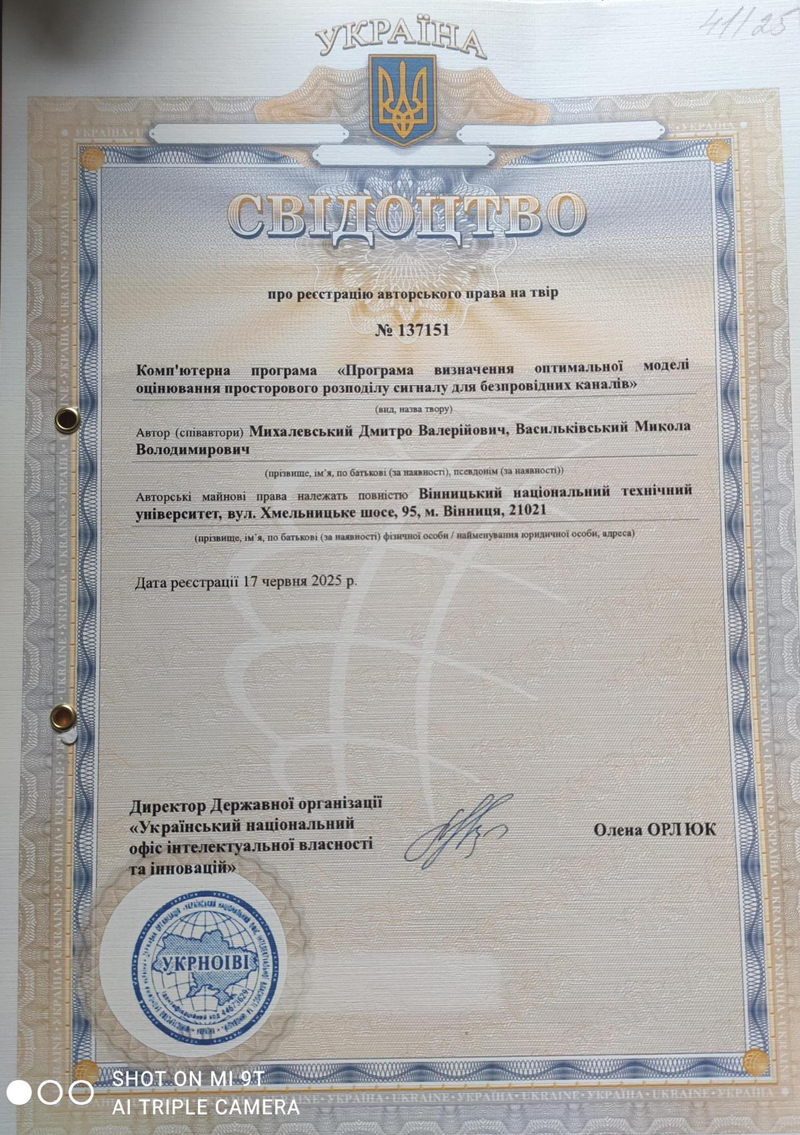 41/25
УКРАЇНА
СВІДОЦТВО
про реєстрацію авторського права на твір
№ 137151
Комп'ютерна програма «Програма визначення оптимальної моделі
оцінювання просторового розподілу сигналу для безпровідних каналів»
(вид, назва твору)
Автор (співавтори) Михалевський Дмитро Валерійович, Васильківський Микола
Володимирович
(прізвище, ім'я, по батькові (за наявності), псевдонім (за наявності))
Авторські майнові права належать повністю Вінницький національний технічний
університет, вул. Хмельницьке шосе, 95, м. Вінниця, 21021
(прізвище, ім'я, по батькові (за наявності) фізичної особи / найменування юридичної особи, адреса)
Дата реєстрації 17 червня 2025 р.
Директор Державної організації
«Український національний
офіс інтелектуальної власності
та інновацій»
Олена ОРЛЮК
УКРНОІВІ
SHOT ON MI 9T
AI TRIPLE CAMERA